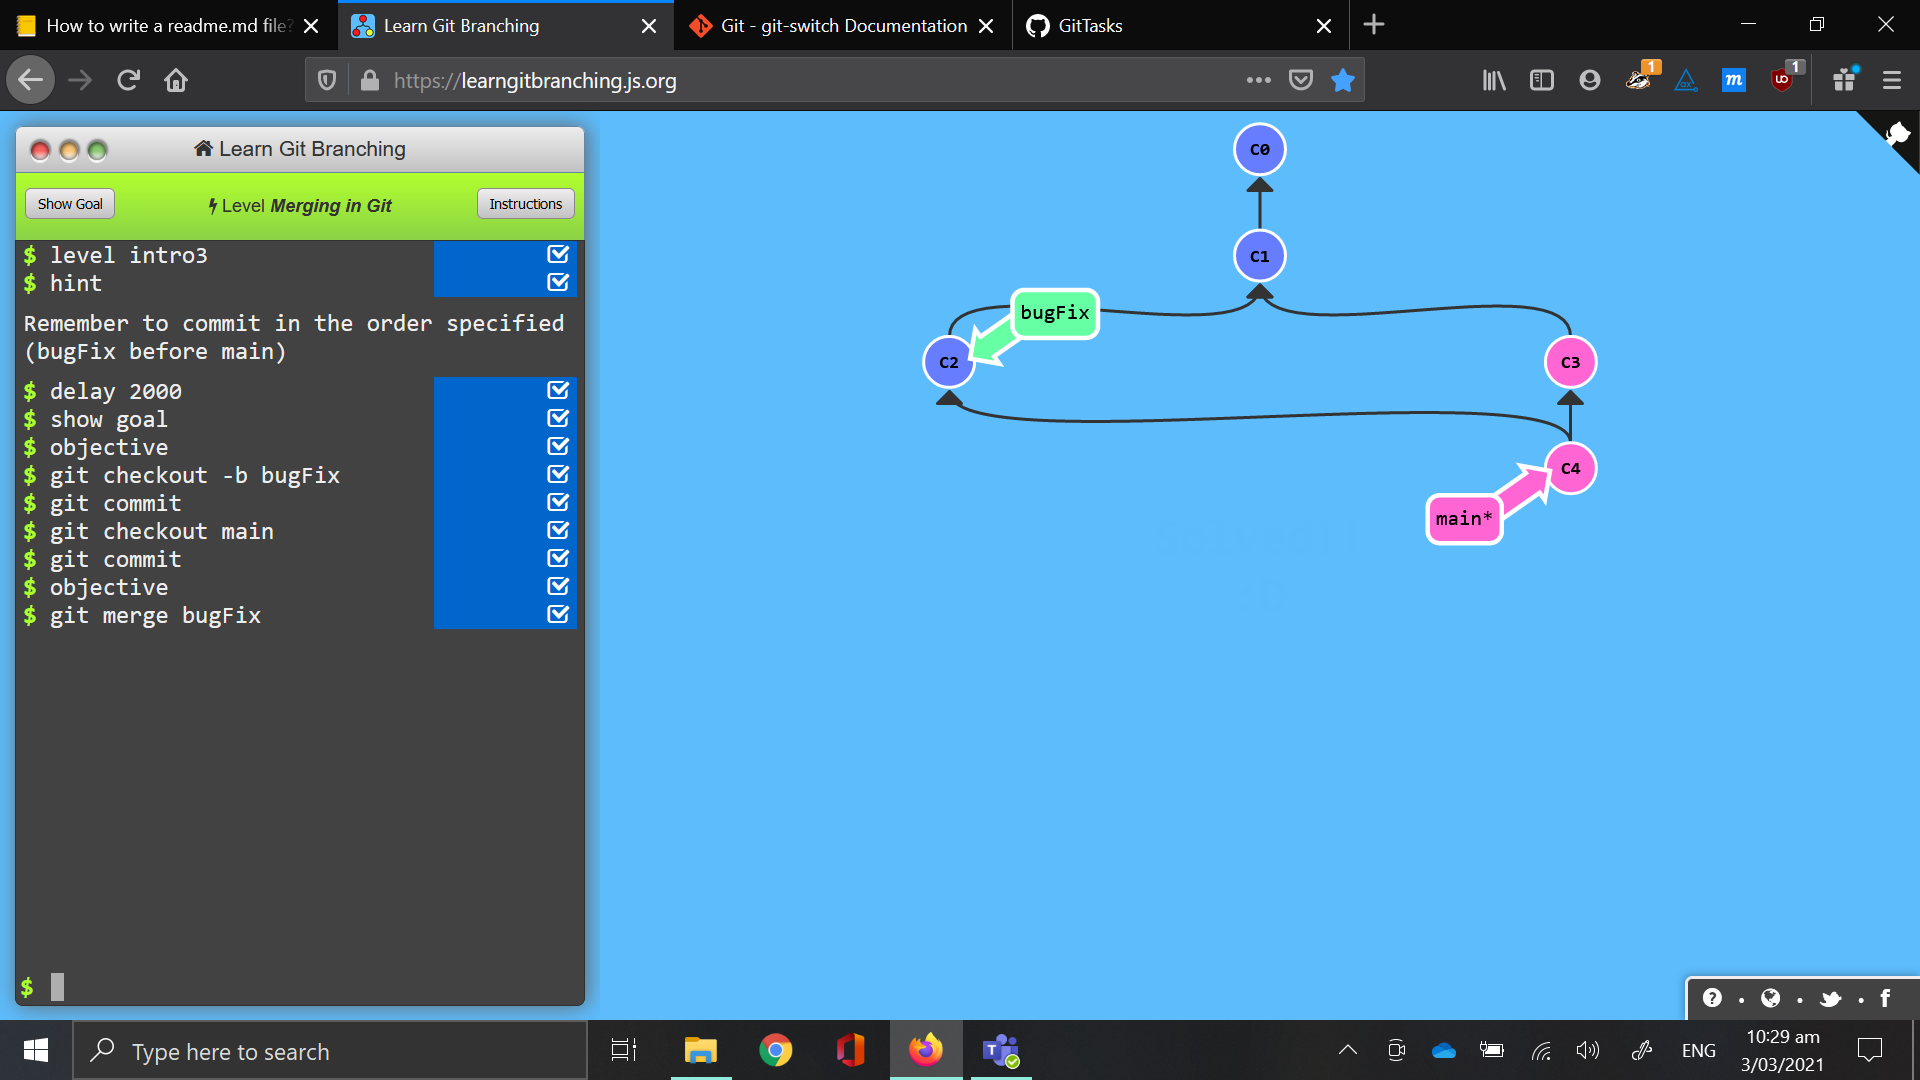 How to write a readme.md file?
Learn Git Branching
Git - git-switch Documentation
GitTasks
https://learngitbranching.js.org
1
m
1
Learn Git Branching
Show Goal
Level Merging in Git
Instructions
$ level intro3
$ hint
Remember to commit in the order specified
(bugFix before main)
$ delay 2000
$ show goal
$ objective
$ git checkout -b bugFix
$ git commit
$ git checkout main
$ git commit
$ objective
$ git merge bugFix
$
C0
C1
bugFix
C2
C3
C4
main*
Type here to search
ENG
10:29 am
3/03/2021